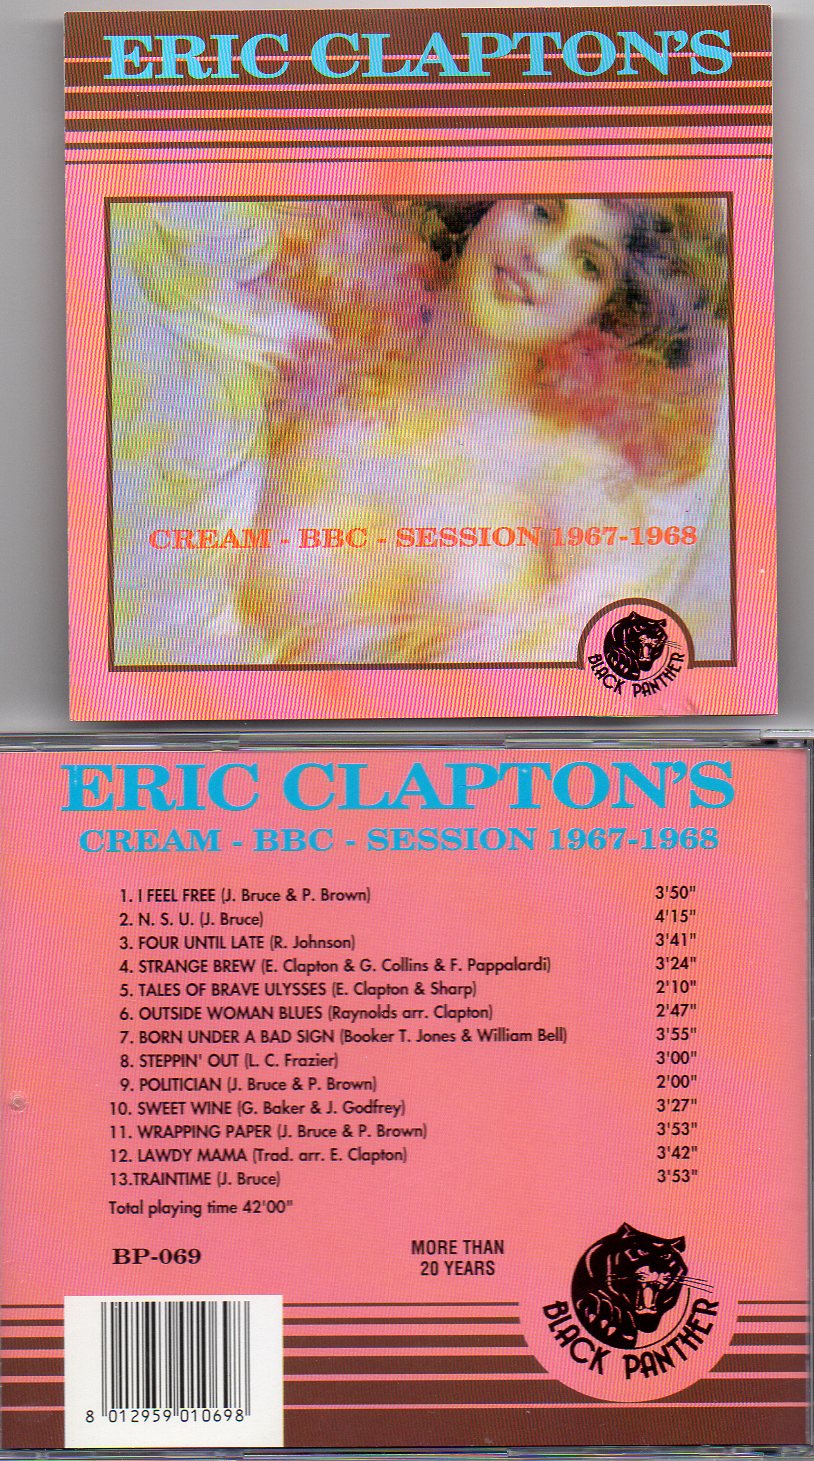 ERIC CLAPTON'S
CREAM - BBC - SESSION 1967-1968
BLACK PANTHER
ERIC CLAPTON'S
CREAM - BBC - SESSION 1967-1968
1. I FEEL FREE (J. Bruce & P. Brown) 3'50"
2. N. S. U. (J. Bruce) 4'15"
3. FOUR UNTIL LATE (R. Johnson) 3'41"
4. STRANGE BREW (E. Clapton & G. Collins & F. Pappalardi) 3'24"
5. TALES OF BRAVE ULYSSES (E. Clapton & Sharp) 2'10"
6. OUTSIDE WOMAN BLUES (Raynolds arr. Clapton) 2'47"
7. BORN UNDER A BAD SIGN (Booker T. Jones & William Bell) 3'55"
8. STEPPIN' OUT (L. C. Frazier) 3'00"
9. POLITICIAN (J. Bruce & P. Brown) 2'00"
10. SWEET WINE (G. Baker & J. Godfrey) 3'27"
11. WRAPPING PAPER (J. Bruce & P. Brown) 3'53"
12. LAWDY MAMA (Trad. arr. E. Clapton) 3'42"
13.TRAINTIME (J. Bruce) 3'53"
Total playing time 42'00"
BP-069
MORE THAN
20 YEARS
BLACK PANTHER
8 012959 010698